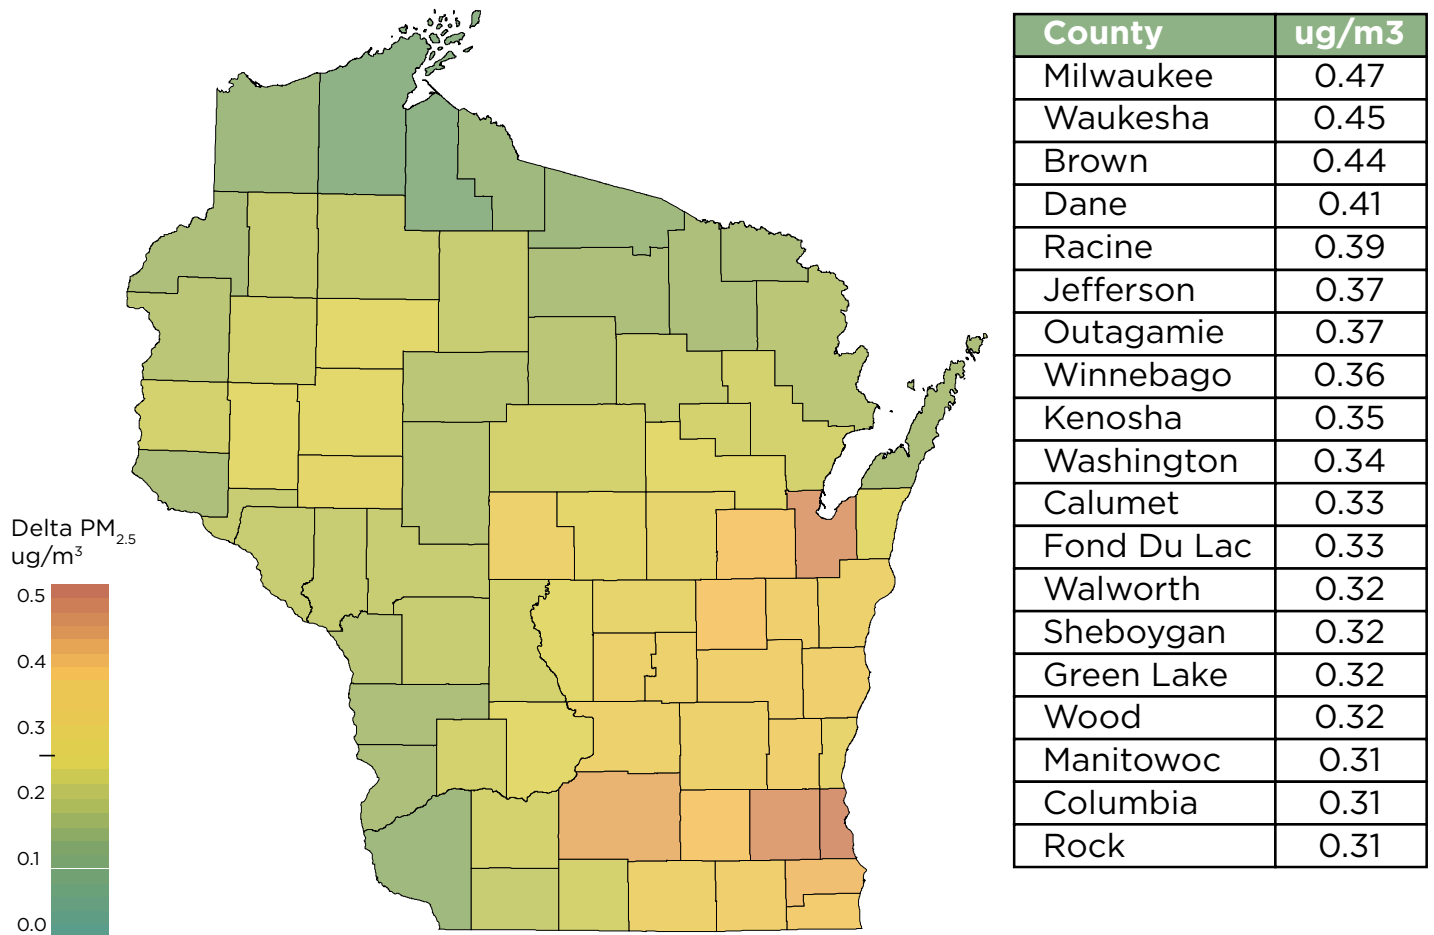 Delta PM2.5
ug/m³
0.5
0.4
0.3
0.2
0.1
0.0
County ug/m3
Milwaukee 0.47
Waukesha 0.45
Brown 0.44
Dane 0.41
Racine 0.39
Jefferson 0.37
Outagamie 0.37
Winnebago 0.36
Kenosha 0.35
Washington 0.34
Calumet 0.33
Fond Du Lac 0.33
Walworth 0.32
Sheboygan 0.32
Green Lake 0.32
Wood 0.32
Manitowoc 0.31
Columbia 0.31
Rock 0.31